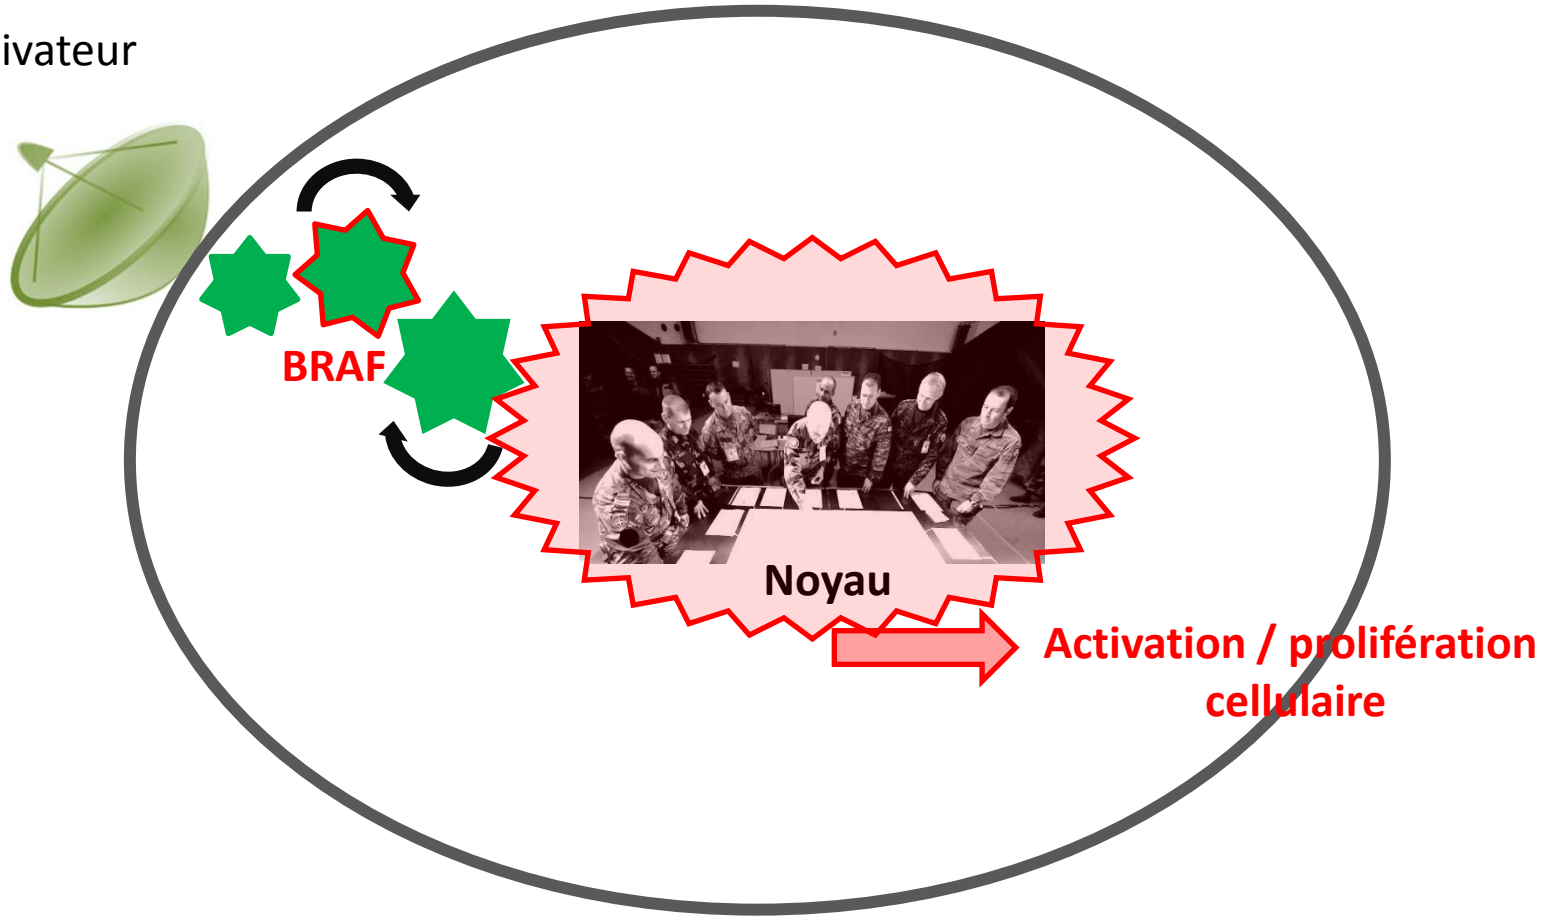 ivateur
BRAF
Noyau
Activation / prolifération
cellulaire